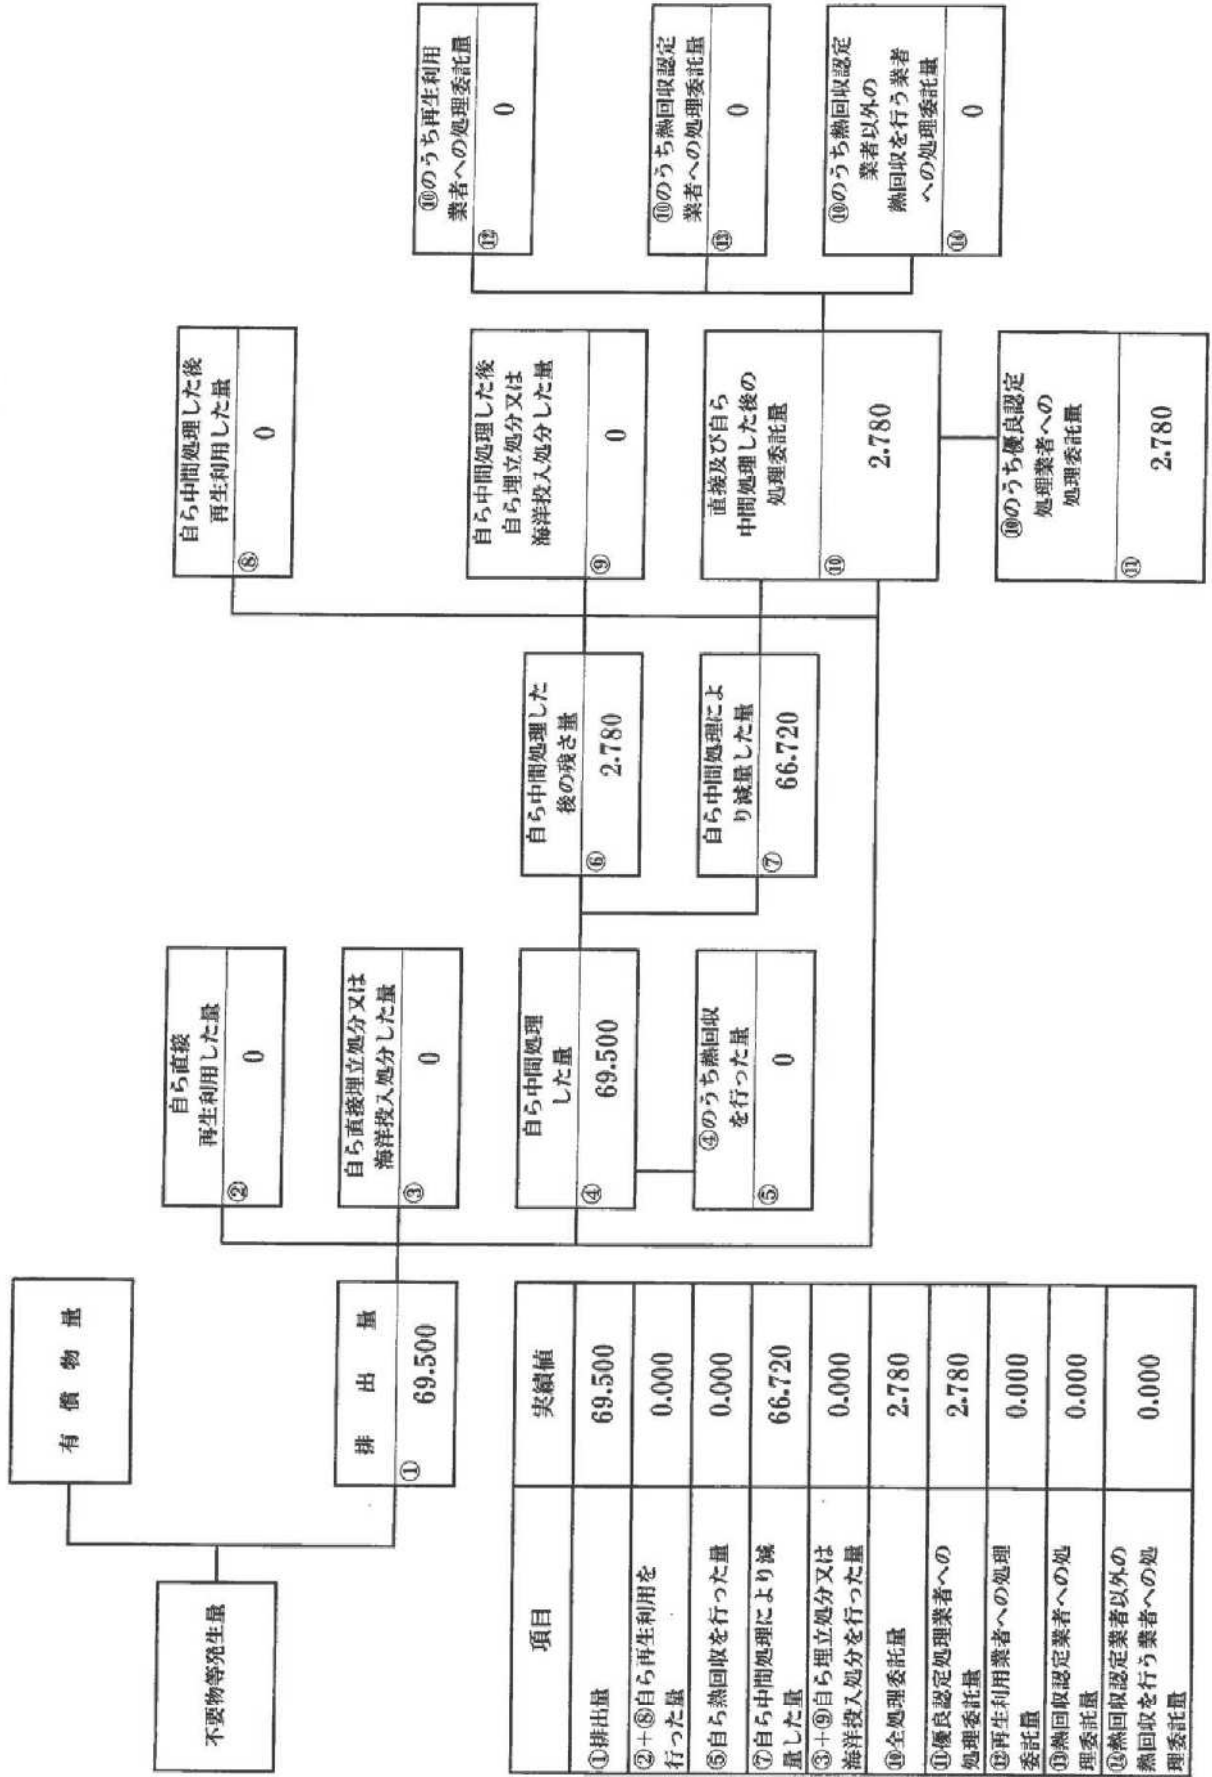 不要物等発生量
有償物量
排出量
①
69.500
自ら直接
再生利用した量
②
0
自ら直接埋立処分又は
海洋投入処分した量
③
0
自ら中間処理
した量
④
69.500
④のうち熱回収
を行った量
⑤
0
自ら中間処理した
後の残さ量
⑥
2.780
自ら中間処理によ
り減量した量
⑦
66.720
自ら中間処理した後
再生利用した量
⑧
0
自ら中間処理した後
自ら埋立処分又は
海洋投入処分した量
⑨
0
直接及び自ら
中間処理した後の
処理委託量
⑩
2.780
⑩のうち優良認定
処理業者への
処理委託量
⑪
2.780
⑩のうち再生利用
業者への処理委託量
⑫
0
⑩のうち熱回収認定
業者への処理委託量
⑬
0
⑩のうち熱回収認定
業者以外の
熱回収を行う業者
への処理委託量
⑭
0
項目 実績値
①排出量 69.500
②+⑧自ら再生利用を
行った量 0.000
⑤自ら熱回収を行った量 0.000
⑦自ら中間処理により減
量した量 66.720
③+⑨自ら埋立処分又は
海洋投入処分を行った量 0.000
⑩全処理委託量 2.780
⑪優良認定処理業者への
処理委託量 2.780
⑫再生利用業者への処理
委託量 0.000
⑬熱回収認定業者への処
理委託量 0.000
⑭熱回収認定業者以外の
熱回収を行う業者への処
理委託量 0.000